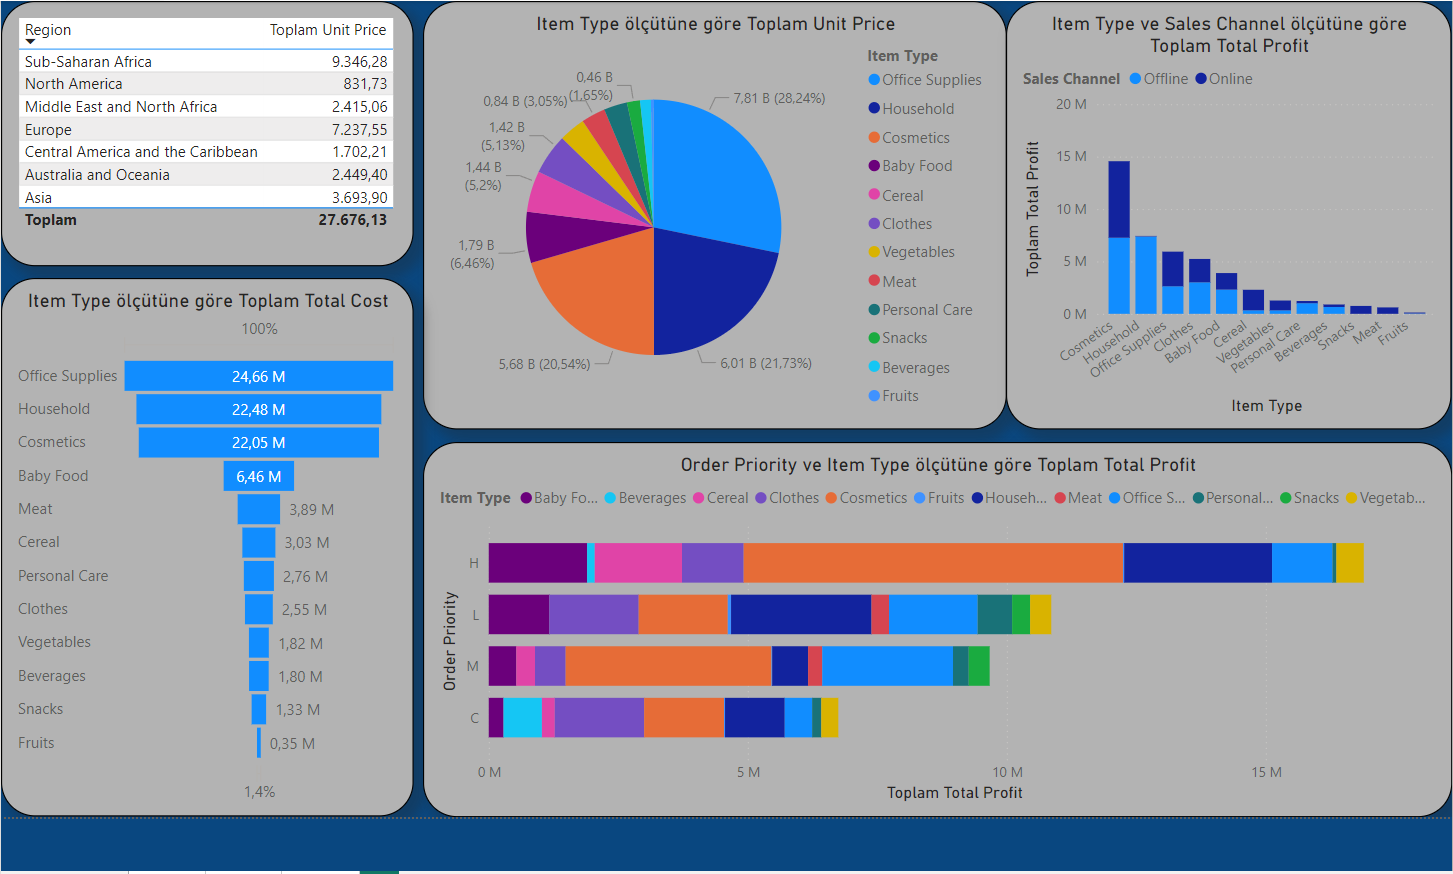 Region Toplam Unit Price
Sub-Saharan Africa 9.346,28
North America 831,73
Middle East and North Africa 2.415,06
Europe 7.237,55
Central America and the Caribbean 1.702,21
Australia and Oceania 2.449,40
Asia 3.693,90
Toplam 27.676,13
Item Type ölçütüne göre Toplam Total Cost
100%
Office Supplies 24,66 M
Household 22,48 M
Cosmetics 22,05 M
Baby Food 6,46 M
Meat 3,89 M
Cereal 3,03 M
Personal Care 2,76 M
Clothes 2,55 M
Vegetables 1,82 M
Beverages 1,80 M
Snacks 1,33 M
Fruits 0,35 M
1,4%
Item Type ölçütüne göre Toplam Unit Price
7,81 B (28,24%)
6,01 B (21,73%)
5,68 B (20,54%)
1,79 B
(6,46%)
1,44 B
(5,2%)
1,42 B
(5,13%)
0,84 B (3,05%)
0,46 B
(1,65%)
Item Type
Office Supplies
Household
Cosmetics
Baby Food
Cereal
Clothes
Vegetables
Meat
Personal Care
Snacks
Beverages
Fruits
Item Type ve Sales Channel ölçütüne göre
Toplam Total Profit
Sales Channel Offline Online
Toplam Total Profit
20 M
15 M
10 M
5 M
0 M
Cosmetics
Household
Office Supplies
Clothes
Baby Food
Cereal
Vegetables
Personal Care
Beverages
Snacks
Meat
Fruits
Item Type
Order Priority ve Item Type ölçütüne göre Toplam Total Profit
Item Type Baby Fo... Beverages Cereal Clothes Cosmetics Fruits Househ... Meat Office S... Personal... Snacks Vegetab...
Order Priority
H
L
M
C
0 M 5 M 10 M 15 M
Toplam Total Profit